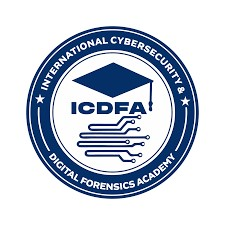 INTERNATIONAL CYBERSECURITY &
ICDFA
DIGITAL FORENSICS ACADEMY